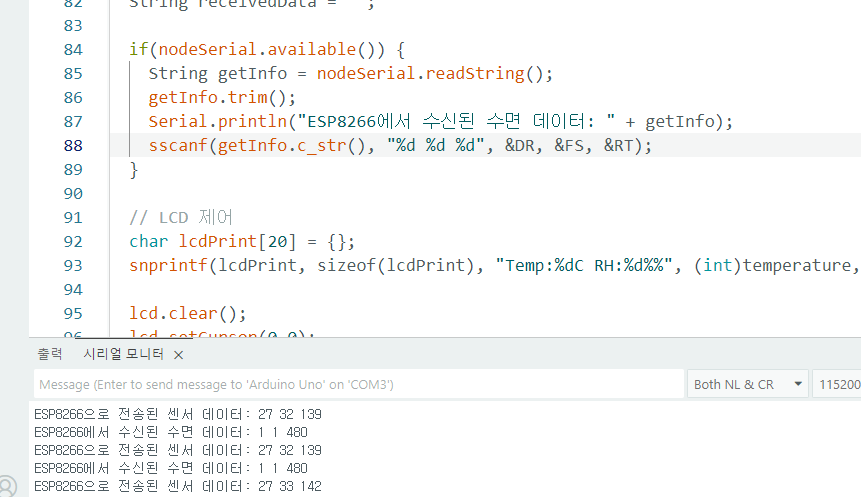 82 String receivedData = "";
83
84 if(nodeSerial.available()) {
85 String getInfo = nodeSerial.readString();
86 getInfo.trim();
87 Serial.println("ESP8266에서 수신된 수면 데이터: " + getInfo);
88 sscanf(getInfo.c_str(), "%d %d %d", &DR, &FS, &RT);
89 }
90
91 // LCD 제어
92 char lcdPrint[20] = {};
93 snprintf(lcdPrint, sizeof(lcdPrint), "Temp:%dC RH:%d%%", (int)temperature,
94
95 lcd.clear();
96 lcd.setCursor(0,0);
출력 시리얼 모니터 ×
Message (Enter to send message to 'Arduino Uno' on 'COM3')
Both NL & CR
115200
ESP8266으로 전송된 센서 데이터: 27 32 139
ESP8266에서 수신된 수면 데이터: 1 1 480
ESP8266으로 전송된 센서 데이터: 27 32 139
ESP8266에서 수신된 수면 데이터: 1 1 480
ESP8266으로 전송된 센서 데이터: 27 33 142